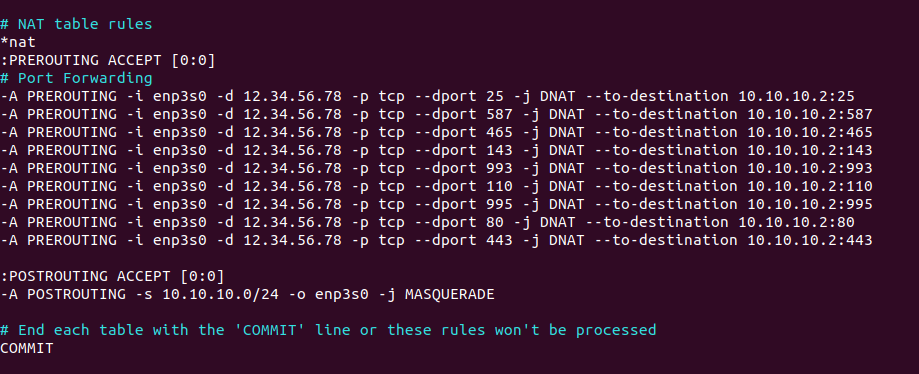 # NAT table rules
*nat
:PREROUTING ACCEPT [0:0]
# Port Forwarding
-A PREROUTING -i enp3s0 -d 12.34.56.78 -p tcp --dport 25 -j DNAT --to-destination 10.10.10.2:25
-A PREROUTING -i enp3s0 -d 12.34.56.78 -p tcp --dport 587 -j DNAT --to-destination 10.10.10.2:587
-A PREROUTING -i enp3s0 -d 12.34.56.78 -p tcp --dport 465 -j DNAT --to-destination 10.10.10.2:465
-A PREROUTING -i enp3s0 -d 12.34.56.78 -p tcp --dport 143 -j DNAT --to-destination 10.10.10.2:143
-A PREROUTING -i enp3s0 -d 12.34.56.78 -p tcp --dport 993 -j DNAT --to-destination 10.10.10.2:993
-A PREROUTING -i enp3s0 -d 12.34.56.78 -p tcp --dport 110 -j DNAT --to-destination 10.10.10.2:110
-A PREROUTING -i enp3s0 -d 12.34.56.78 -p tcp --dport 995 -j DNAT --to-destination 10.10.10.2:995
-A PREROUTING -i enp3s0 -d 12.34.56.78 -p tcp --dport 80 -j DNAT --to-destination 10.10.10.2:80
-A PREROUTING -i enp3s0 -d 12.34.56.78 -p tcp --dport 443 -j DNAT --to-destination 10.10.10.2:443
:POSTROUTING ACCEPT [0:0]
-A POSTROUTING -s 10.10.10.0/24 -o enp3s0 -j MASQUERADE
# End each table with the 'COMMIT' line or these rules won't be processed
COMMIT